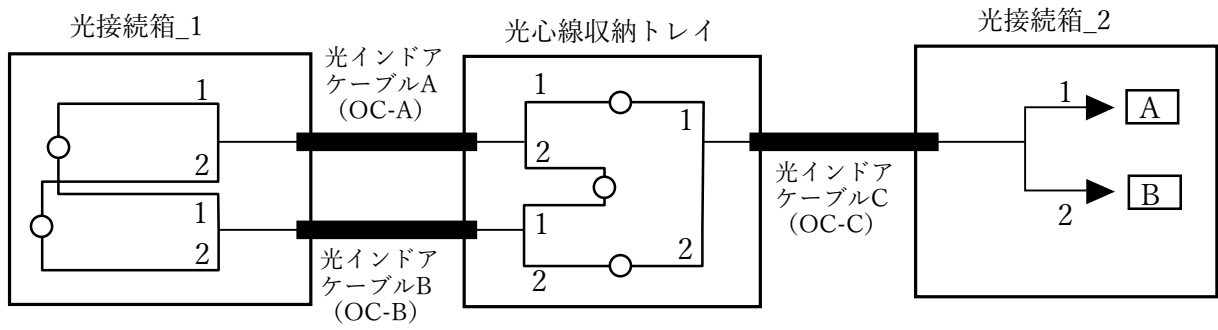 光接続箱_1
1
2
1
2
光インドア
ケーブルA
（OC-A）
光インドア
ケーブルB
（OC-B）
光心線収納トレイ
1
2
1
2
1
2
光インドア
ケーブルC
（OC-C）
光接続箱_2
1
A
2
B